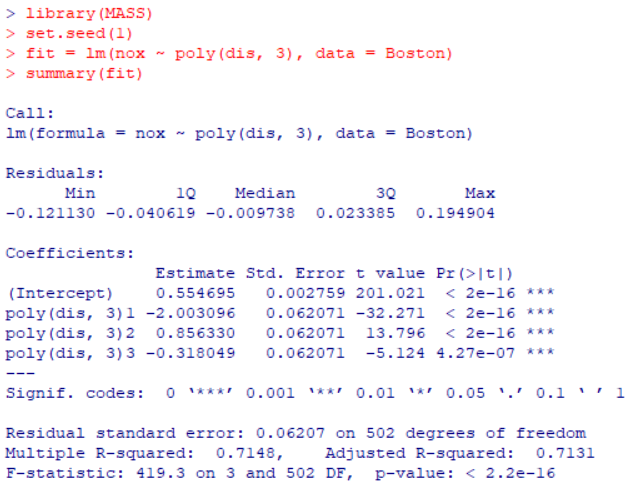 > library(MASS)
> set.seed(1)
> fit = lm(nox ~ poly(dis, 3), data = Boston)
> summary(fit)

Call:
lm(formula = nox ~ poly(dis, 3), data = Boston)

Residuals:
      Min        1Q    Median        3Q       Max
-0.121130 -0.040619 -0.009738  0.023385  0.194904

Coefficients:
               Estimate Std. Error t value Pr(>|t|)
(Intercept)    0.554695   0.002759 201.021  < 2e-16 ***
poly(dis, 3)1 -2.003096   0.062071 -32.271  < 2e-16 ***
poly(dis, 3)2  0.856330   0.062071  13.796  < 2e-16 ***
poly(dis, 3)3 -0.318049   0.062071  -5.124 4.27e-07 ***
---
Signif. codes:  0 ‘***’ 0.001 ‘**’ 0.01 ‘*’ 0.05 ‘.’ 0.1 ‘ ’ 1

Residual standard error: 0.06207 on 502 degrees of freedom
Multiple R-squared:  0.7148,    Adjusted R-squared:  0.7131
F-statistic: 419.3 on 3 and 502 DF,  p-value: < 2.2e-16